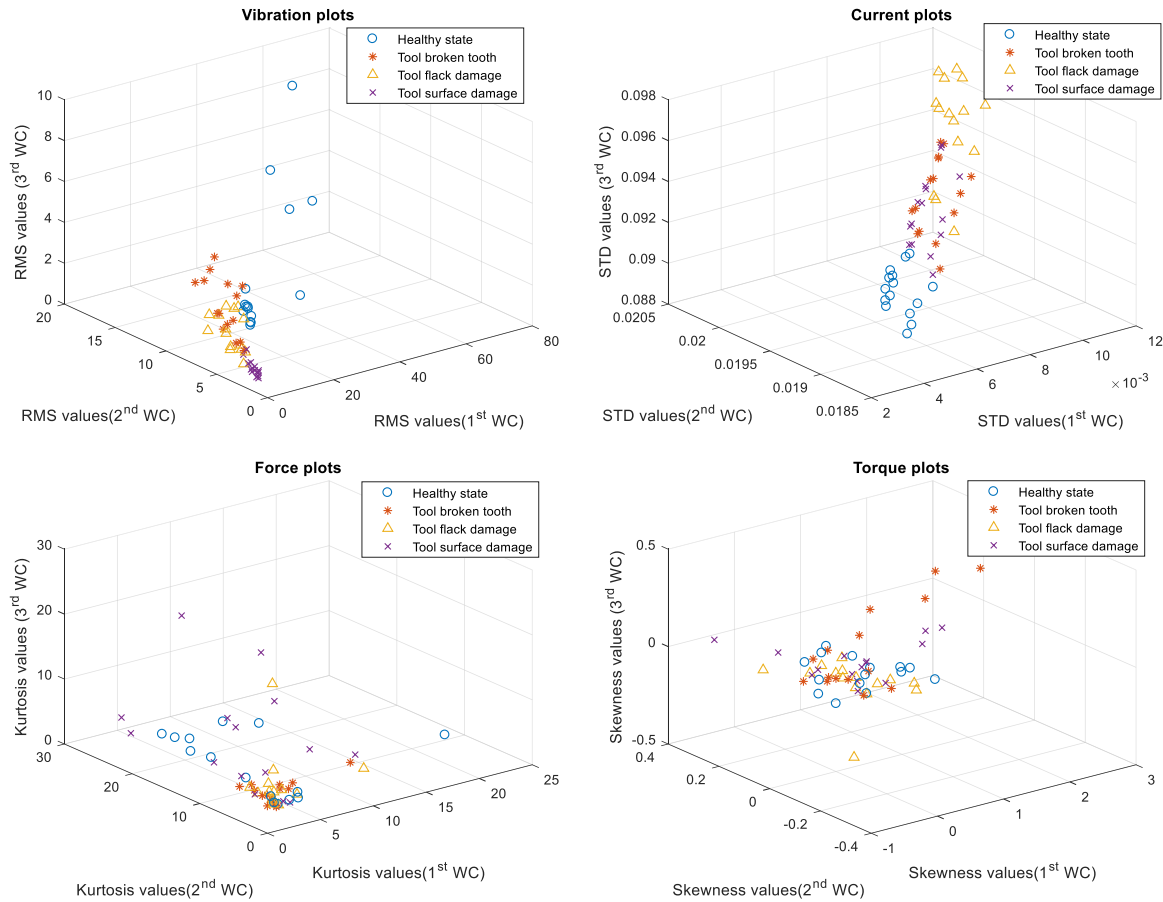 Vibration plots
Healthy state
Tool broken tooth
Tool flack damage
Tool surface damage
10
8
6
4
2
0
RMS values (3rd WC)
20
15
10
5
0
RMS values(2nd WC)
0
20
40
60
80
RMS values(1st WC)
Current plots
Healthy state
Tool broken tooth
Tool flack damage
Tool surface damage
0.098
0.096
0.094
0.092
0.09
0.088
STD values (3rd WC)
0.0205
0.02
0.0195
0.019
0.0185
STD values(2nd WC)
2
4
6
8
10
12
×10-3
STD values(1st WC)
Force plots
Healthy state
Tool broken tooth
Tool flack damage
Tool surface damage
30
20
10
0
Kurtosis values (3rd WC)
30
20
10
0
Kurtosis values(2nd WC)
0
5
10
15
20
25
Kurtosis values(1st WC)
Torque plots
Healthy state
Tool broken tooth
Tool flack damage
Tool surface damage
0.5
0
-0.5
Skewness values (3rd WC)
0.4
0.2
0
-0.2
-0.4
Skewness values(2nd WC)
-1
0
1
2
3
Skewness values(1st WC)